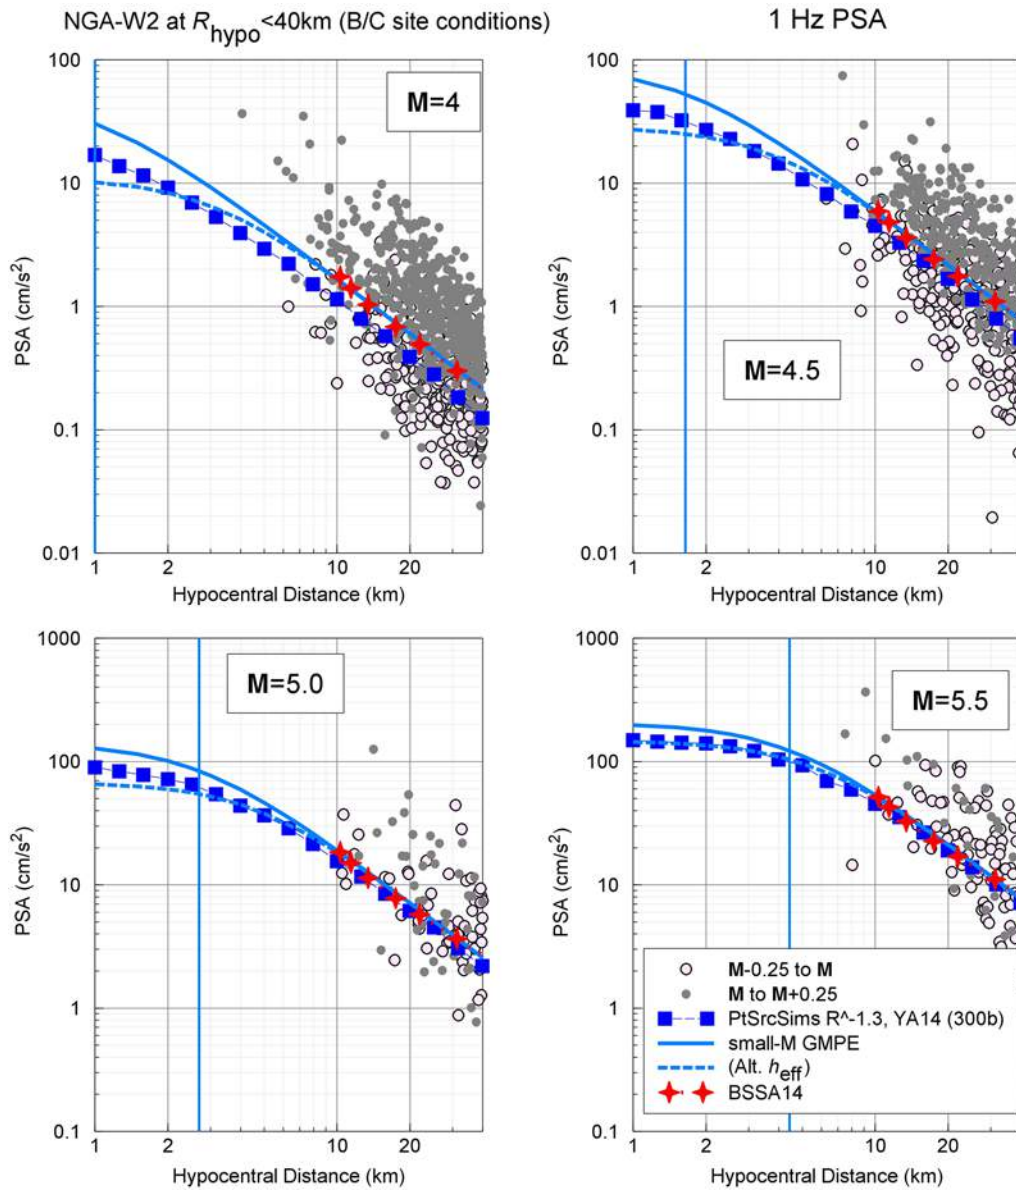 NGA-W2 at Rhypo<40km (B/C site conditions)
1 Hz PSA
100
10
1
0.1
0.01
PSA (cm/s²)
M=4
1
2
10
20
Hypocentral Distance (km)
100
10
1
0.1
0.01
PSA (cm/s²)
M=4.5
1
2
10
20
Hypocentral Distance (km)
1000
100
10
1
0.1
PSA (cm/s²)
M=5.0
1
2
10
20
Hypocentral Distance (km)
1000
100
10
1
0.1
PSA (cm/s²)
M=5.5
M-0.25 to M
M to M+0.25
PtSrcSims R^-1.3, YA14 (300b)
small-M GMPE
(Alt. heff)
BSSA14
1
2
10
20
Hypocentral Distance (km)